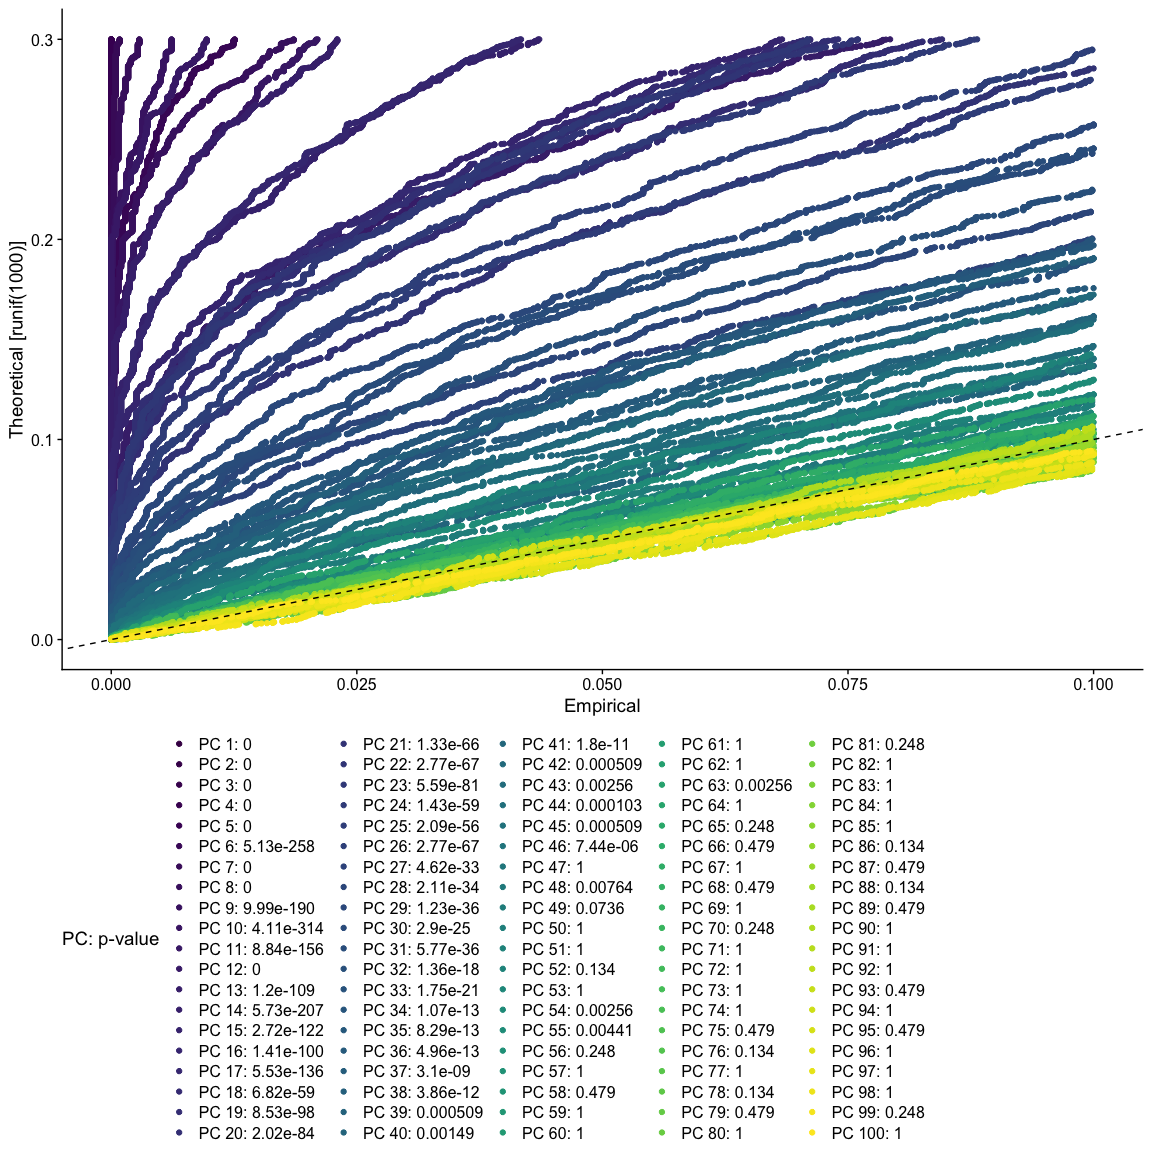 0.3
0.2
0.1
0.0
Theoretical [runif(1000)]
0.000 0.025 0.050 0.075 0.100
Empirical
PC: p-value
PC 1: 0
PC 2: 0
PC 3: 0
PC 4: 0
PC 5: 0
PC 6: 5.13e-258
PC 7: 0
PC 8: 0
PC 9: 9.99e-190
PC 10: 4.11e-314
PC 11: 8.84e-156
PC 12: 0
PC 13: 1.2e-109
PC 14: 5.73e-207
PC 15: 2.72e-122
PC 16: 1.41e-100
PC 17: 5.53e-136
PC 18: 6.82e-59
PC 19: 8.53e-98
PC 20: 2.02e-84
PC 21: 1.33e-66
PC 22: 2.77e-67
PC 23: 5.59e-81
PC 24: 1.43e-59
PC 25: 2.09e-56
PC 26: 2.77e-67
PC 27: 4.62e-33
PC 28: 2.11e-34
PC 29: 1.23e-36
PC 30: 2.9e-25
PC 31: 5.77e-36
PC 32: 1.36e-18
PC 33: 1.75e-21
PC 34: 1.07e-13
PC 35: 8.29e-13
PC 36: 4.96e-13
PC 37: 3.1e-09
PC 38: 3.86e-12
PC 39: 0.000509
PC 40: 0.00149
PC 41: 1.8e-11
PC 42: 0.000509
PC 43: 0.00256
PC 44: 0.000103
PC 45: 0.000509
PC 46: 7.44e-06
PC 47: 1
PC 48: 0.00764
PC 49: 0.0736
PC 50: 1
PC 51: 1
PC 52: 0.134
PC 53: 1
PC 54: 0.00256
PC 55: 0.00441
PC 56: 0.248
PC 57: 1
PC 58: 0.479
PC 59: 1
PC 60: 1
PC 61: 1
PC 62: 1
PC 63: 0.00256
PC 64: 1
PC 65: 0.248
PC 66: 0.479
PC 67: 1
PC 68: 0.479
PC 69: 1
PC 70: 0.248
PC 71: 1
PC 72: 1
PC 73: 1
PC 74: 1
PC 75: 0.479
PC 76: 0.134
PC 77: 1
PC 78: 0.134
PC 79: 0.479
PC 80: 1
PC 81: 0.248
PC 82: 1
PC 83: 1
PC 84: 1
PC 85: 1
PC 86: 0.134
PC 87: 0.479
PC 88: 0.134
PC 89: 0.479
PC 90: 1
PC 91: 1
PC 92: 1
PC 93: 0.479
PC 94: 1
PC 95: 0.479
PC 96: 1
PC 97: 1
PC 98: 1
PC 99: 0.248
PC 100: 1